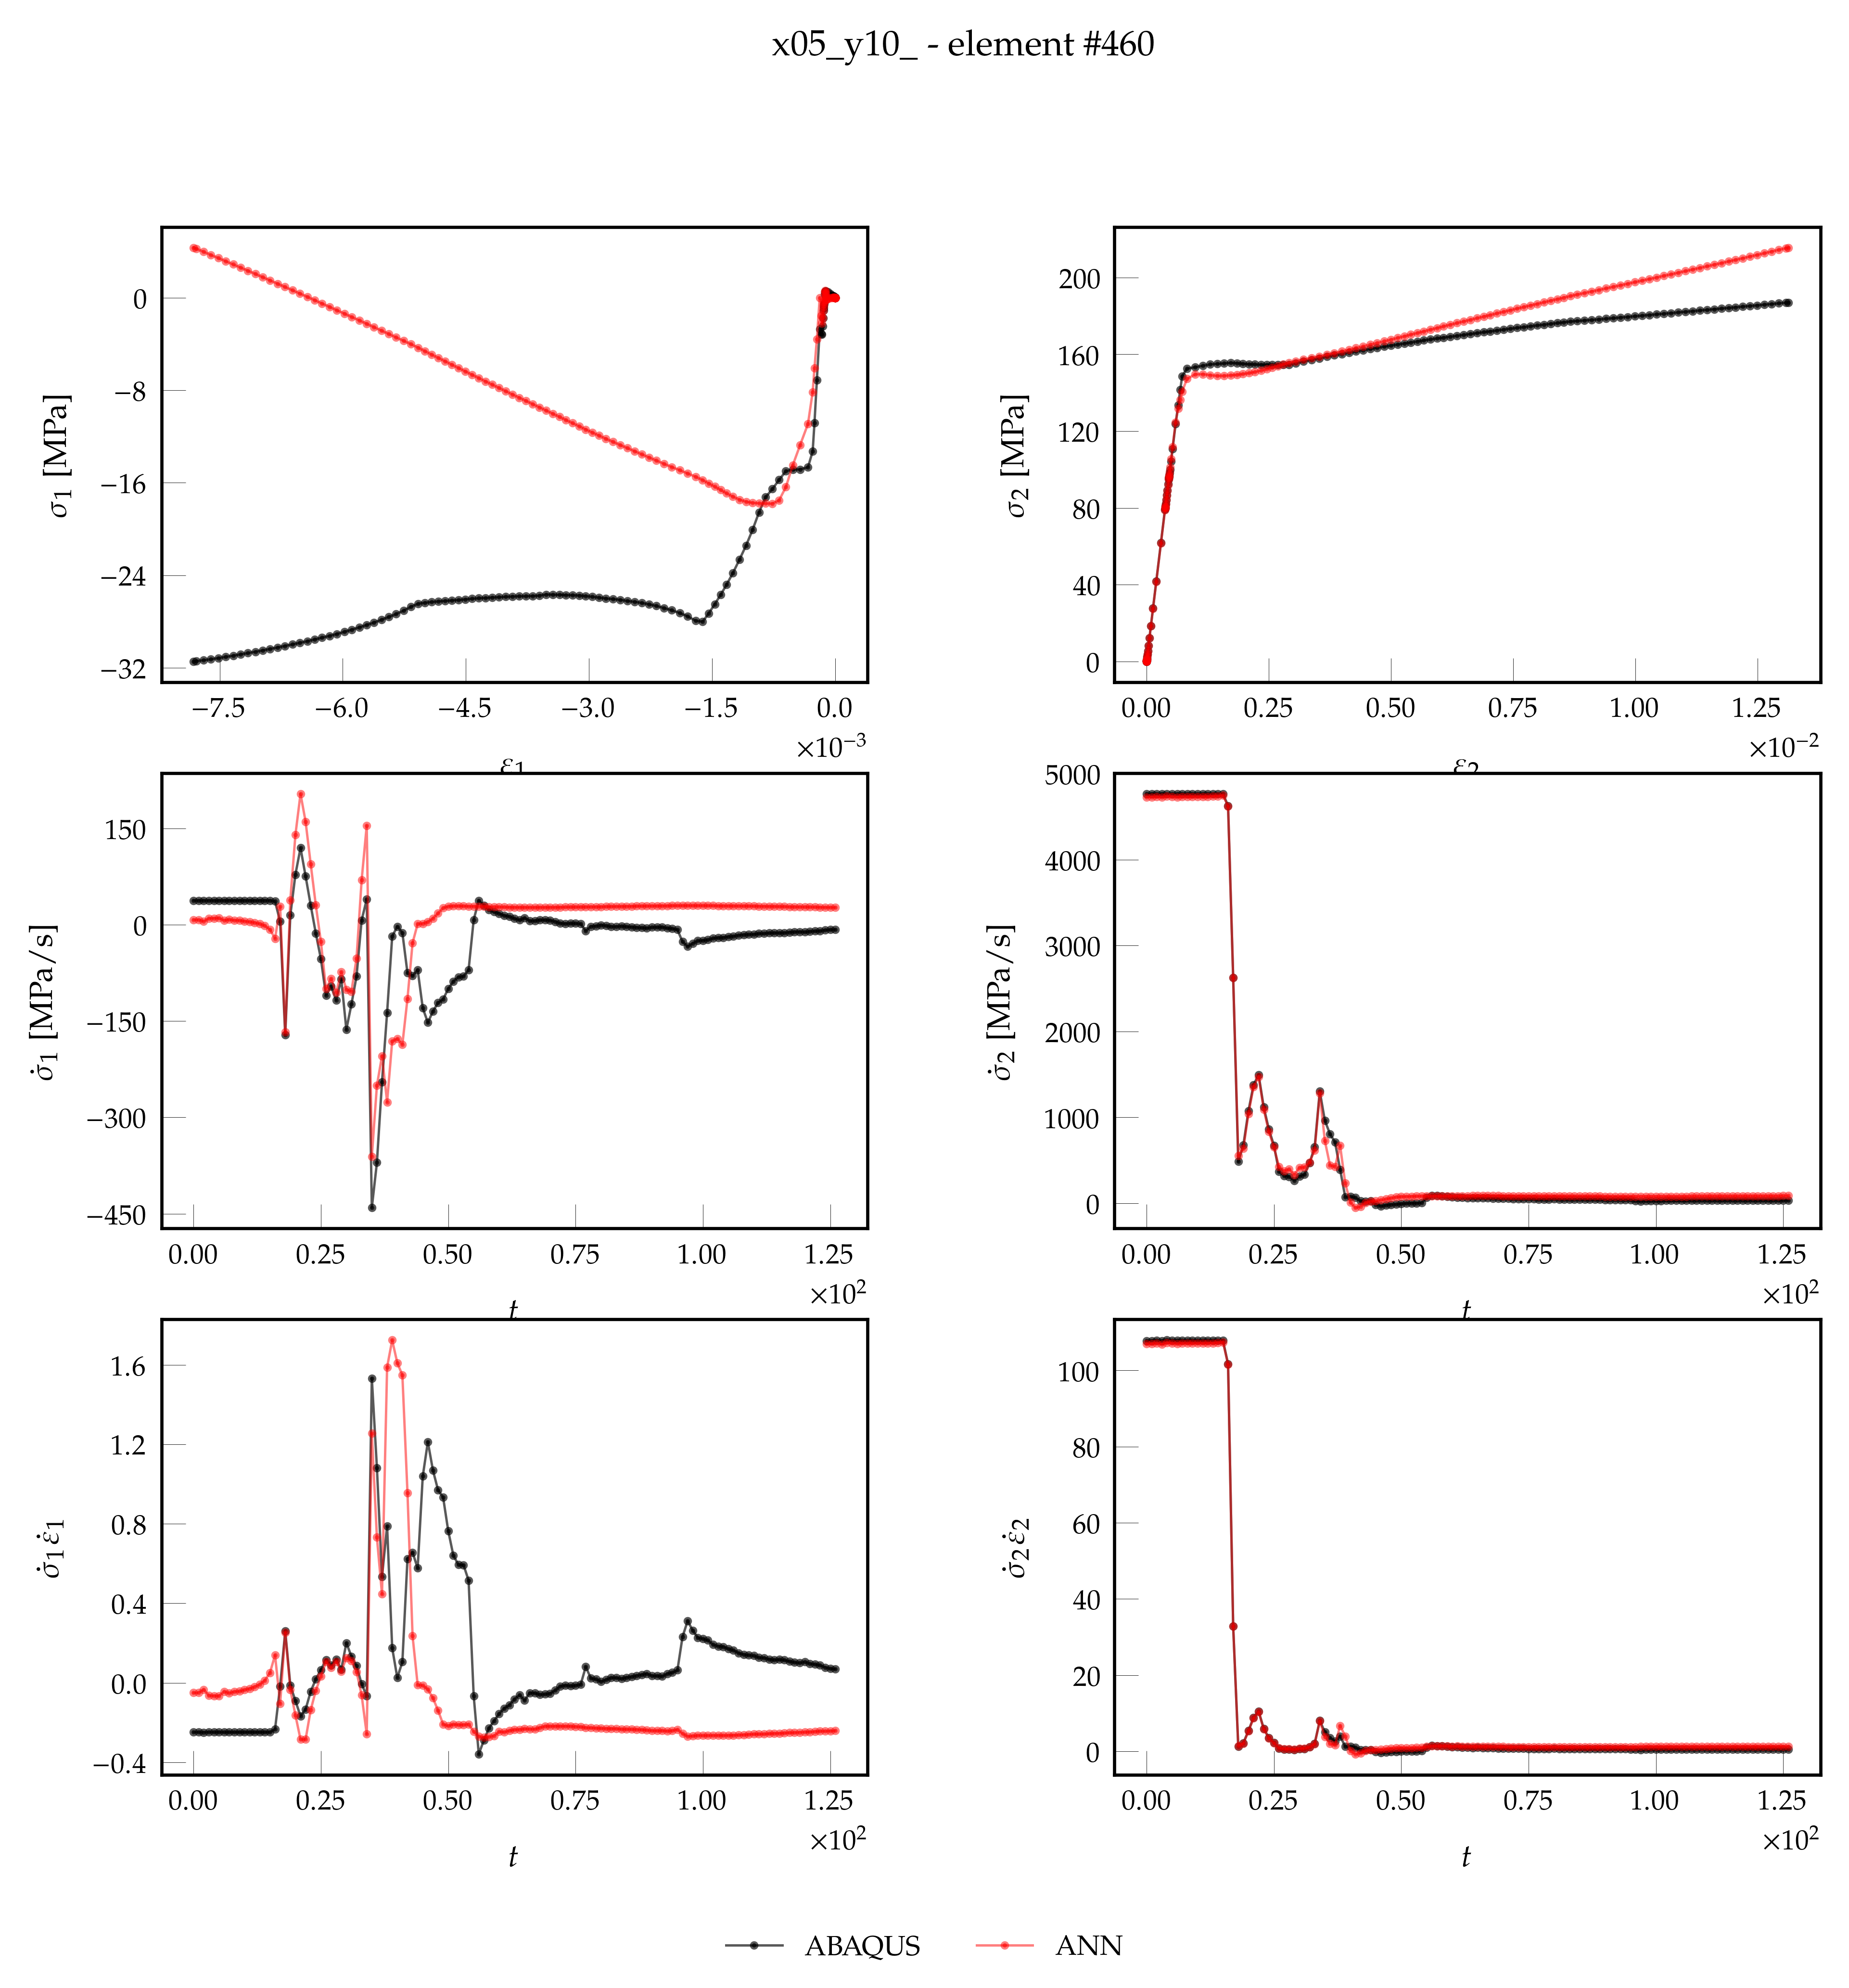 x05_y10_ - element #460
σ₁ [MPa]
0
−8
−16
−24
−32
−7.5 −6.0 −4.5 −3.0 −1.5 0.0
×10⁻³
ε₁
σ₂ [MPa]
200
160
120
80
40
0
0.00 0.25 0.50 0.75 1.00 1.25
×10⁻²
ε₂
σ̇₁ [MPa/s]
150
0
−150
−300
−450
0.00 0.25 0.50 0.75 1.00 1.25
×10²
t
σ̇₂ [MPa/s]
5000
4000
3000
2000
1000
0
0.00 0.25 0.50 0.75 1.00 1.25
×10²
t
σ̇₁ε̇₁
1.6
1.2
0.8
0.4
0.0
−0.4
0.00 0.25 0.50 0.75 1.00 1.25
×10²
t
σ̇₂ε̇₂
100
80
60
40
20
0
0.00 0.25 0.50 0.75 1.00 1.25
×10²
t
ABAQUS ANN